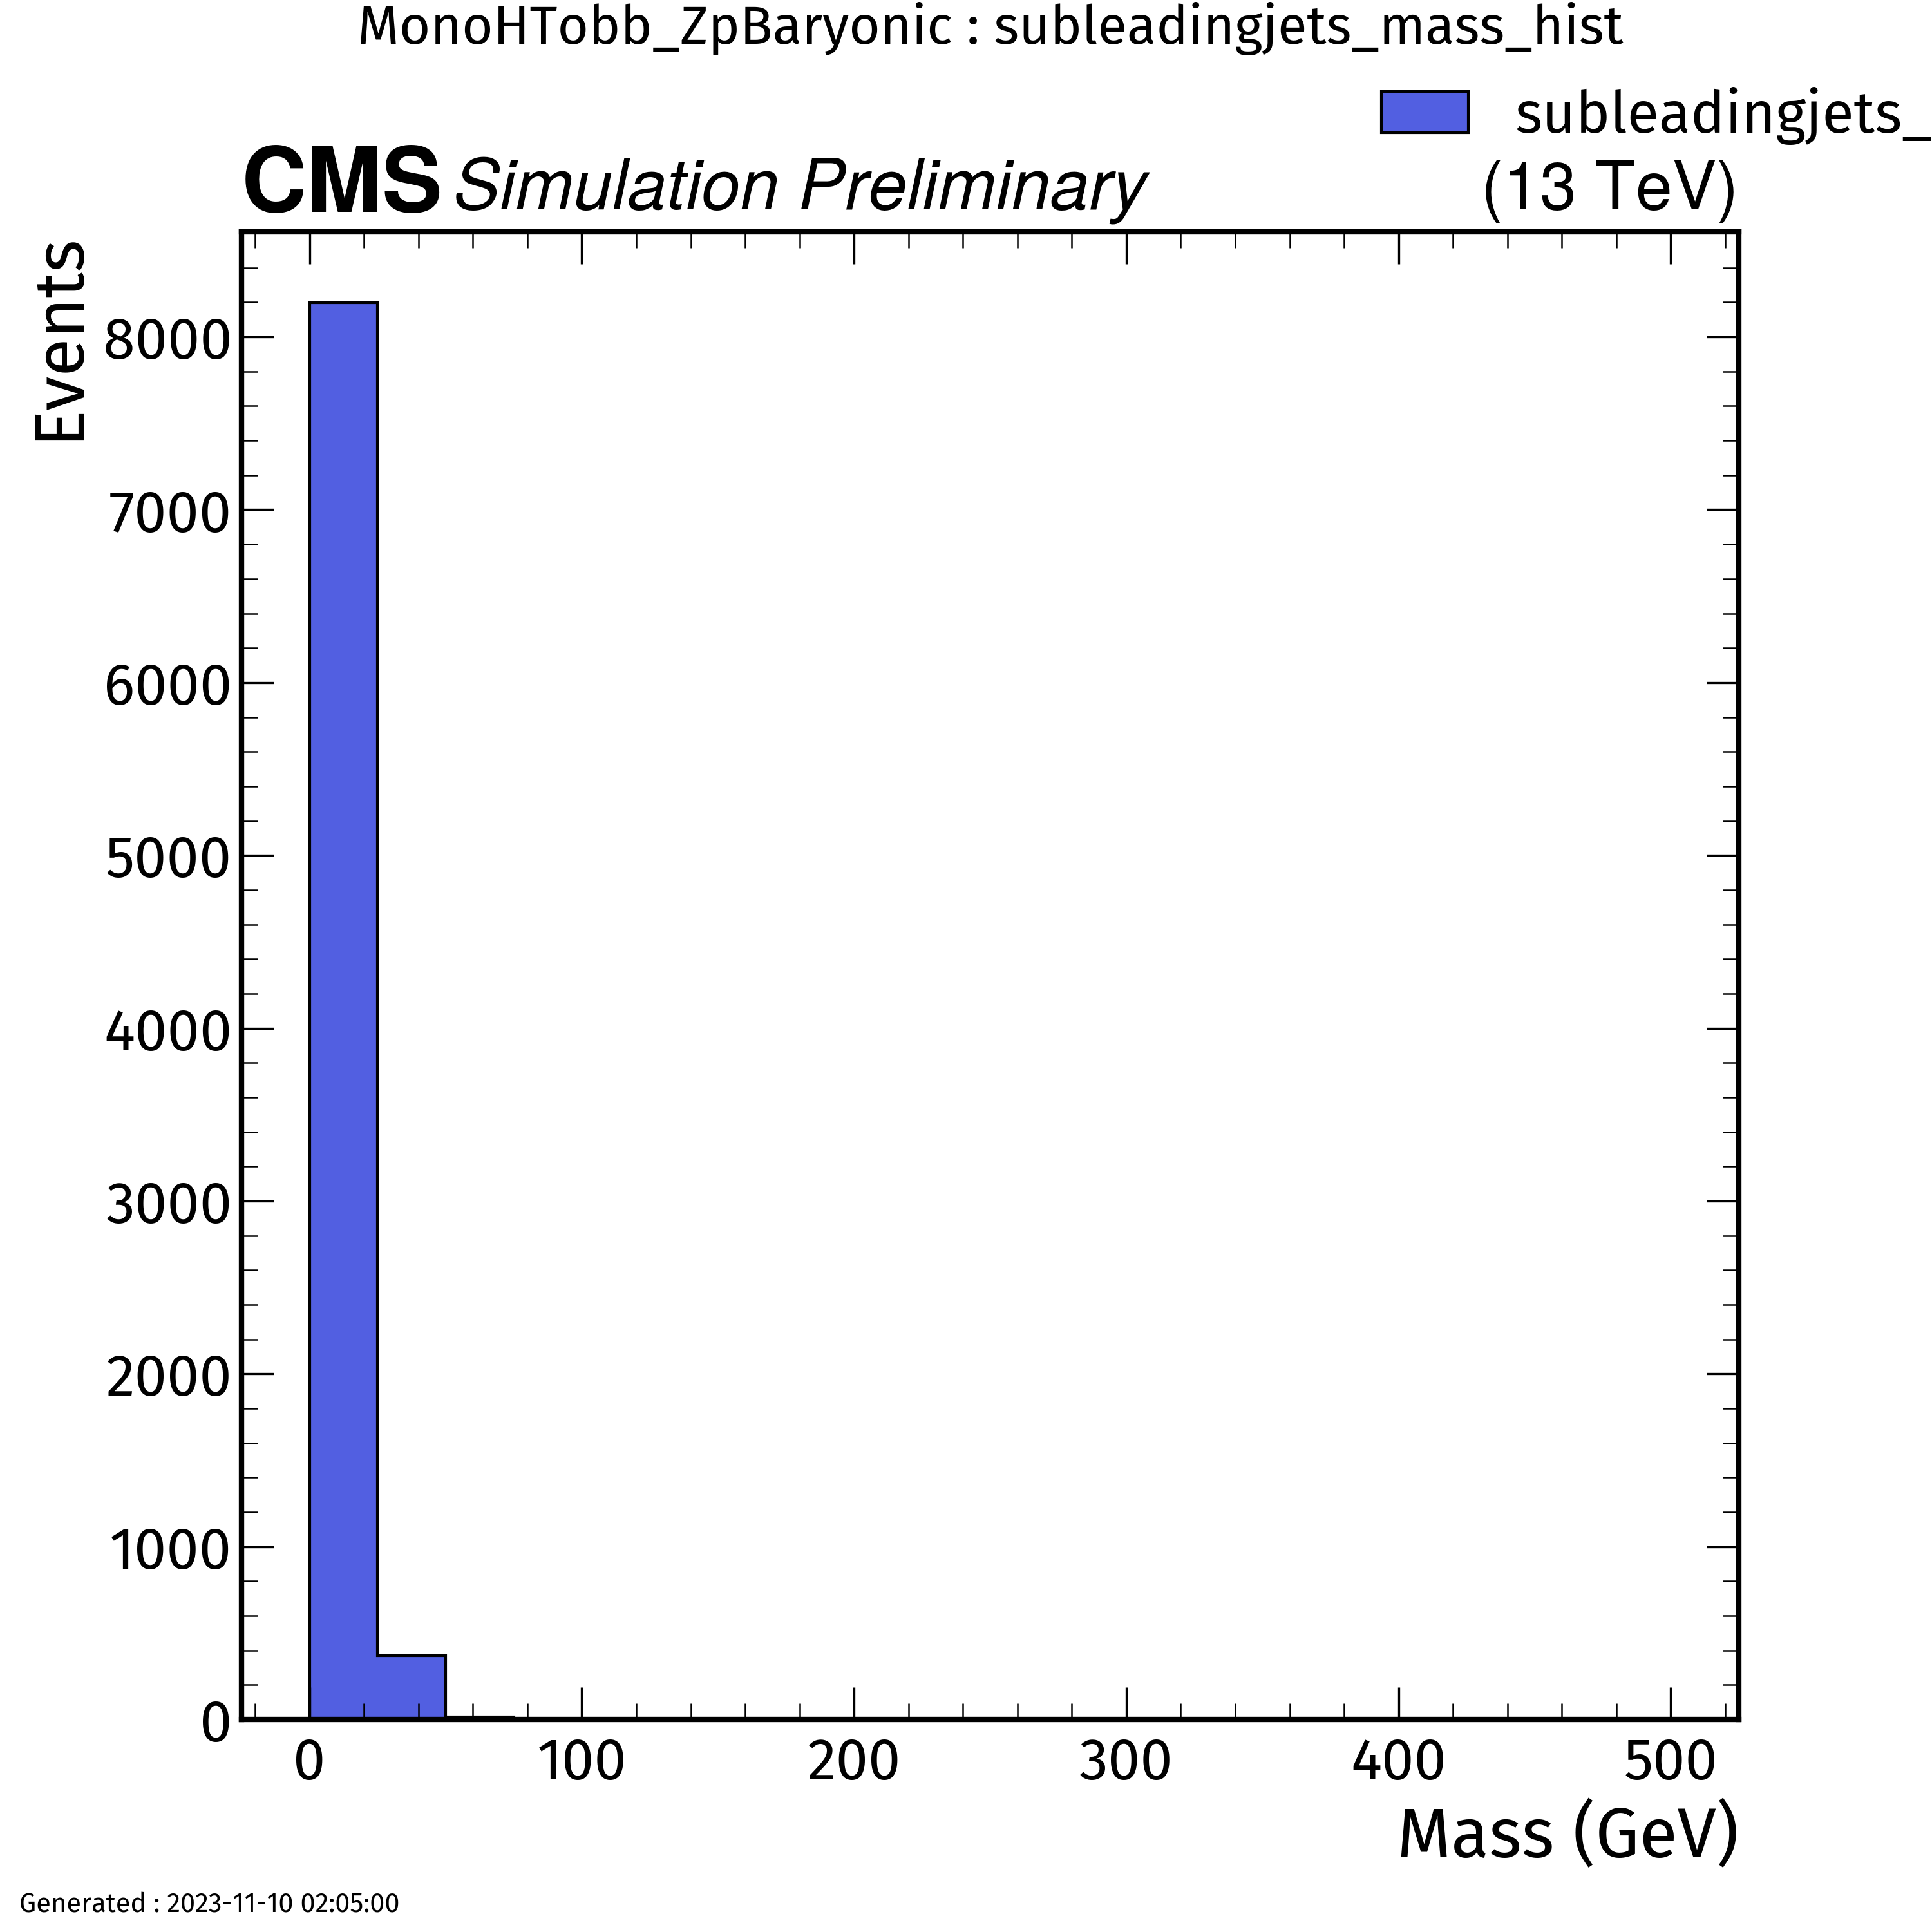 MonoHTobb_ZpBaryonic : subleadingjets_mass_hist
subleadingjets_
CMS Simulation Preliminary (13 TeV)
Events
8000
7000
6000
5000
4000
3000
2000
1000
0
0 100 200 300 400 500
Mass (GeV)
Generated : 2023-11-10 02:05:00